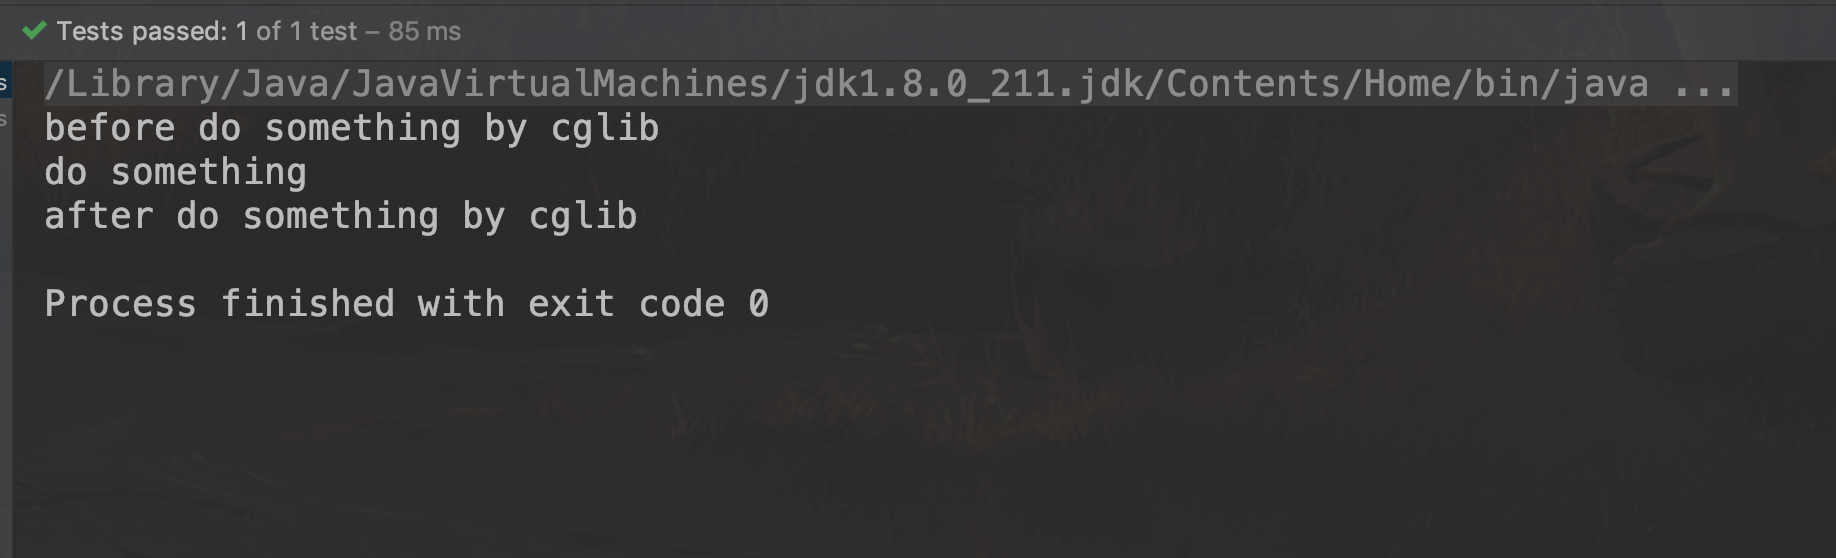 Tests passed: 1 of 1 test – 85 ms
/Library/Java/JavaVirtualMachines/jdk1.8.0_211.jdk/Contents/Home/bin/java ...
before do something by cglib
do something
after do something by cglib
Process finished with exit code 0